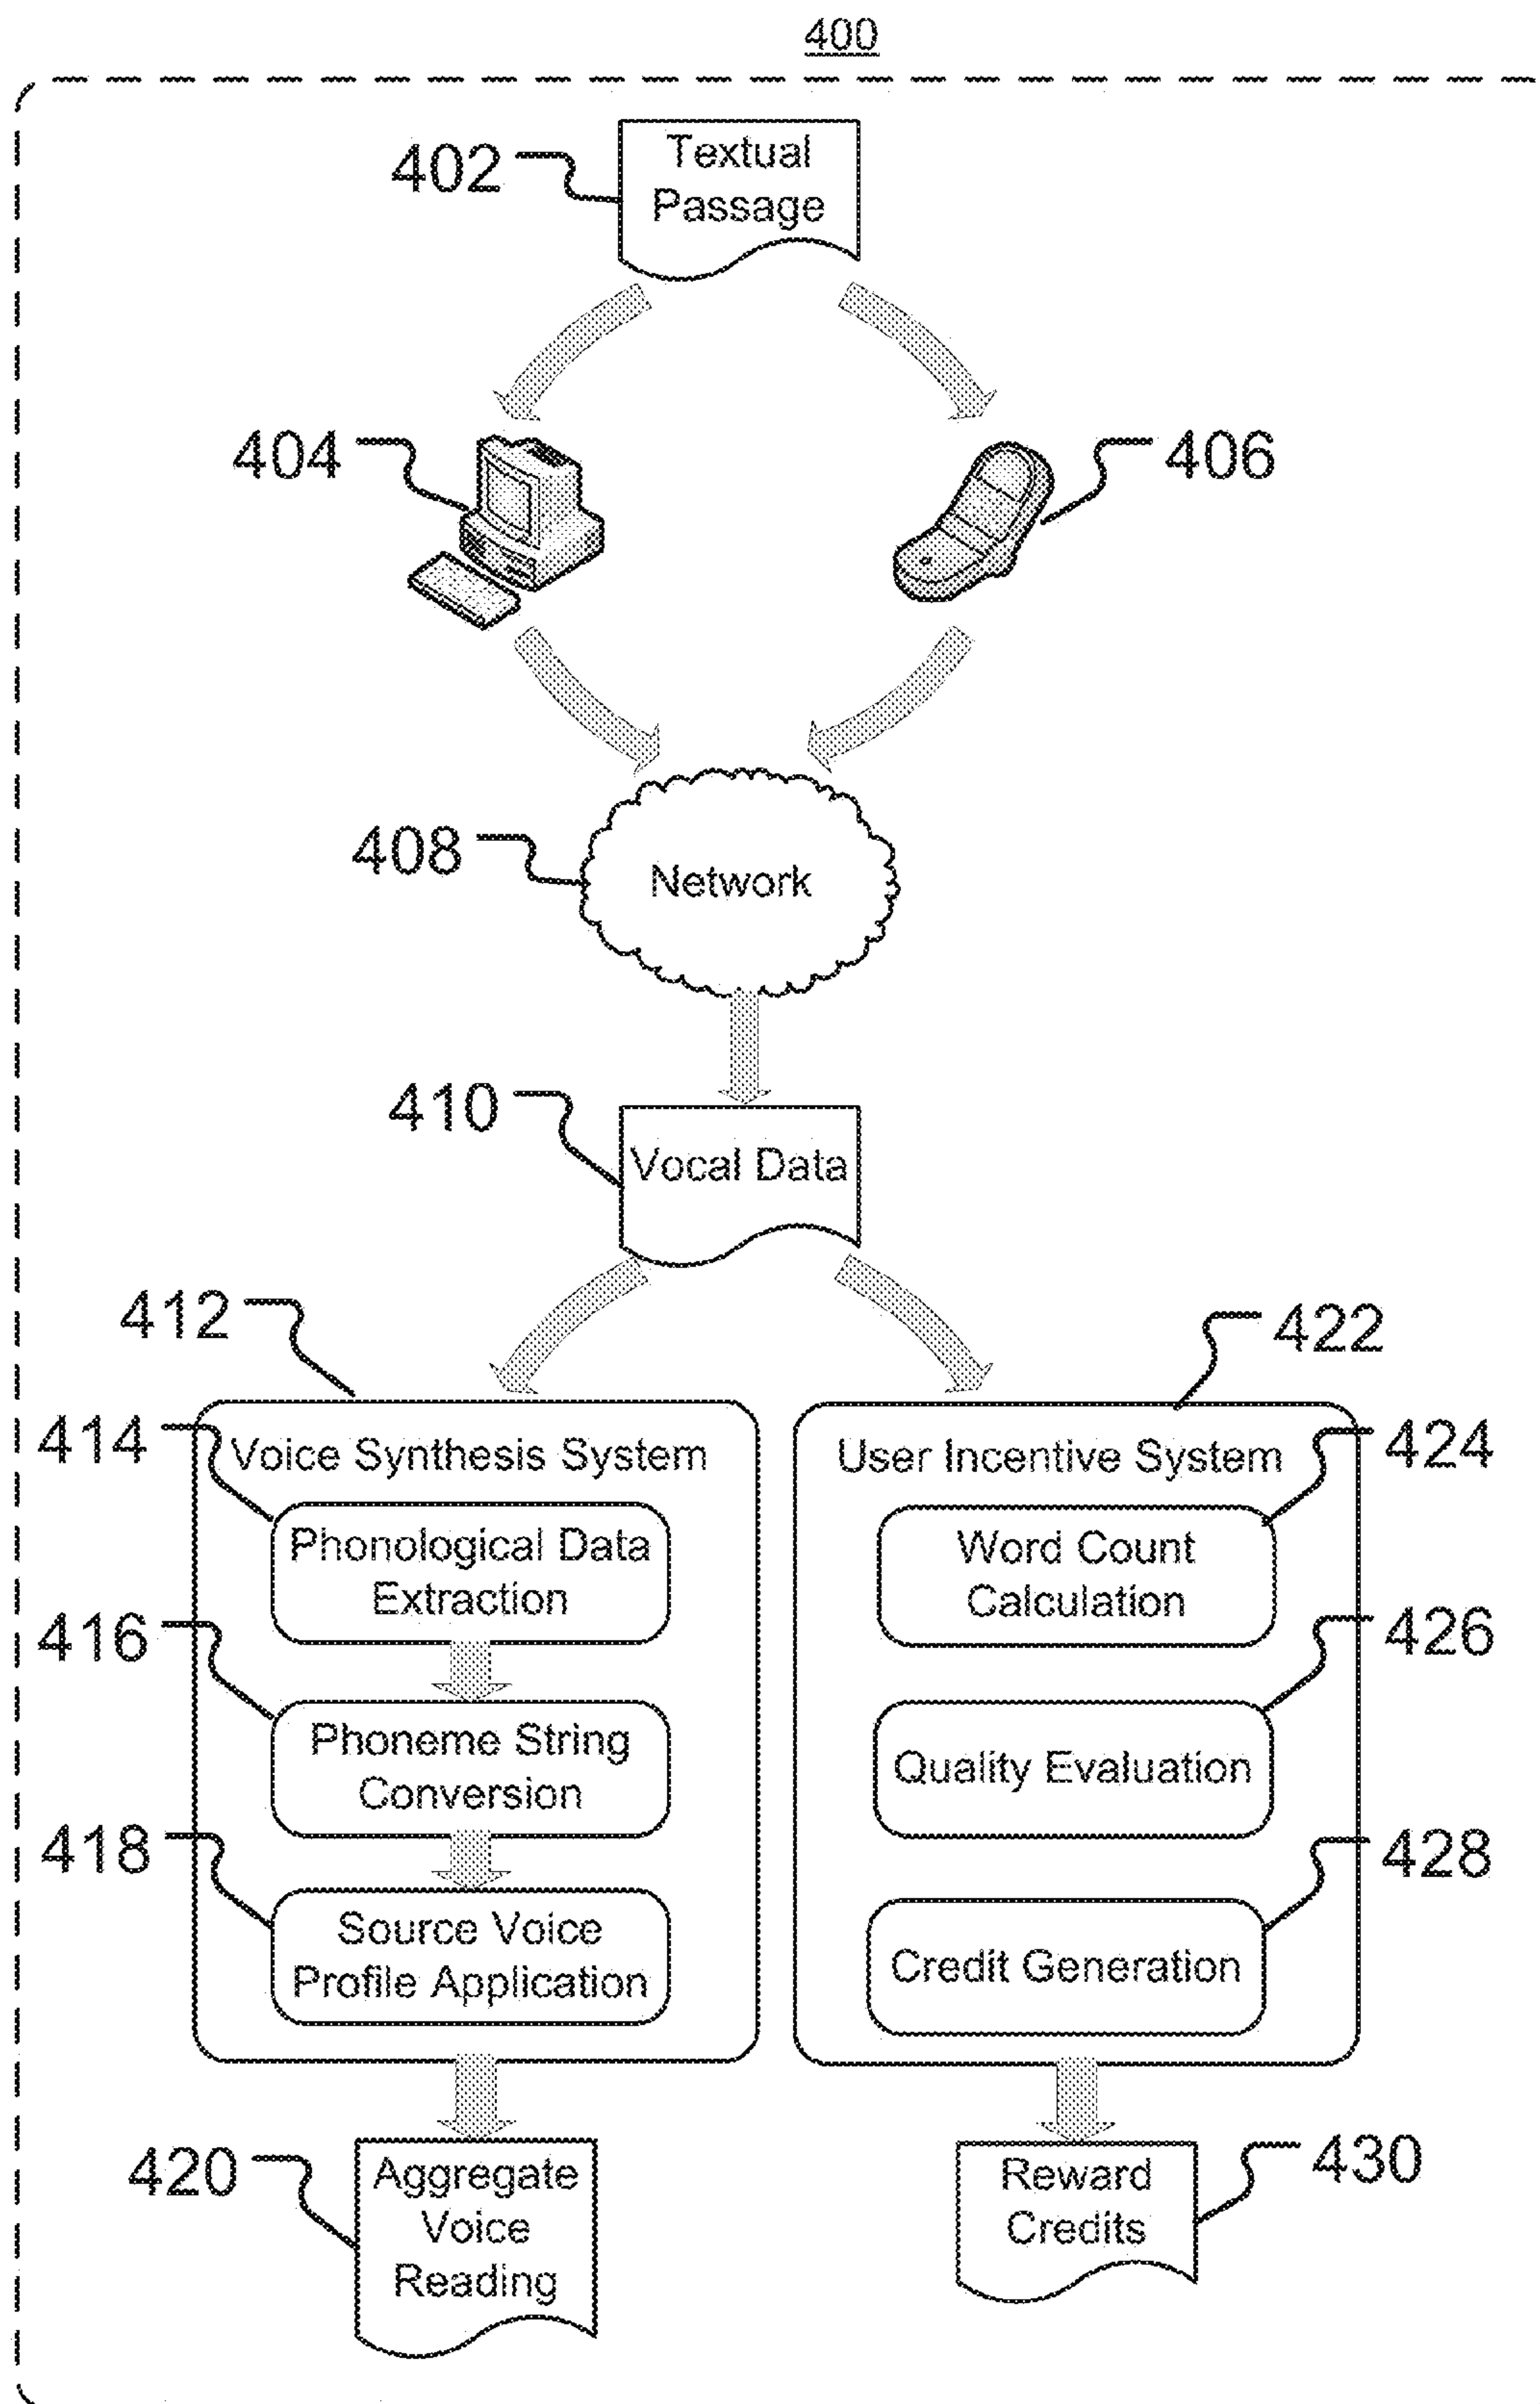 400
402
Textual
Passage
404
406
408
Network
410
Vocal Data
412
422
414
Voice Synthesis System
User Incentive System
424
Phonological Data
Extraction
Word Count
Calculation
416
426
Phoneme String
Conversion
Quality Evaluation
418
428
Source Voice
Profile Application
Credit Generation
420
Aggregate
Voice
Reading
Reward
Credits
430